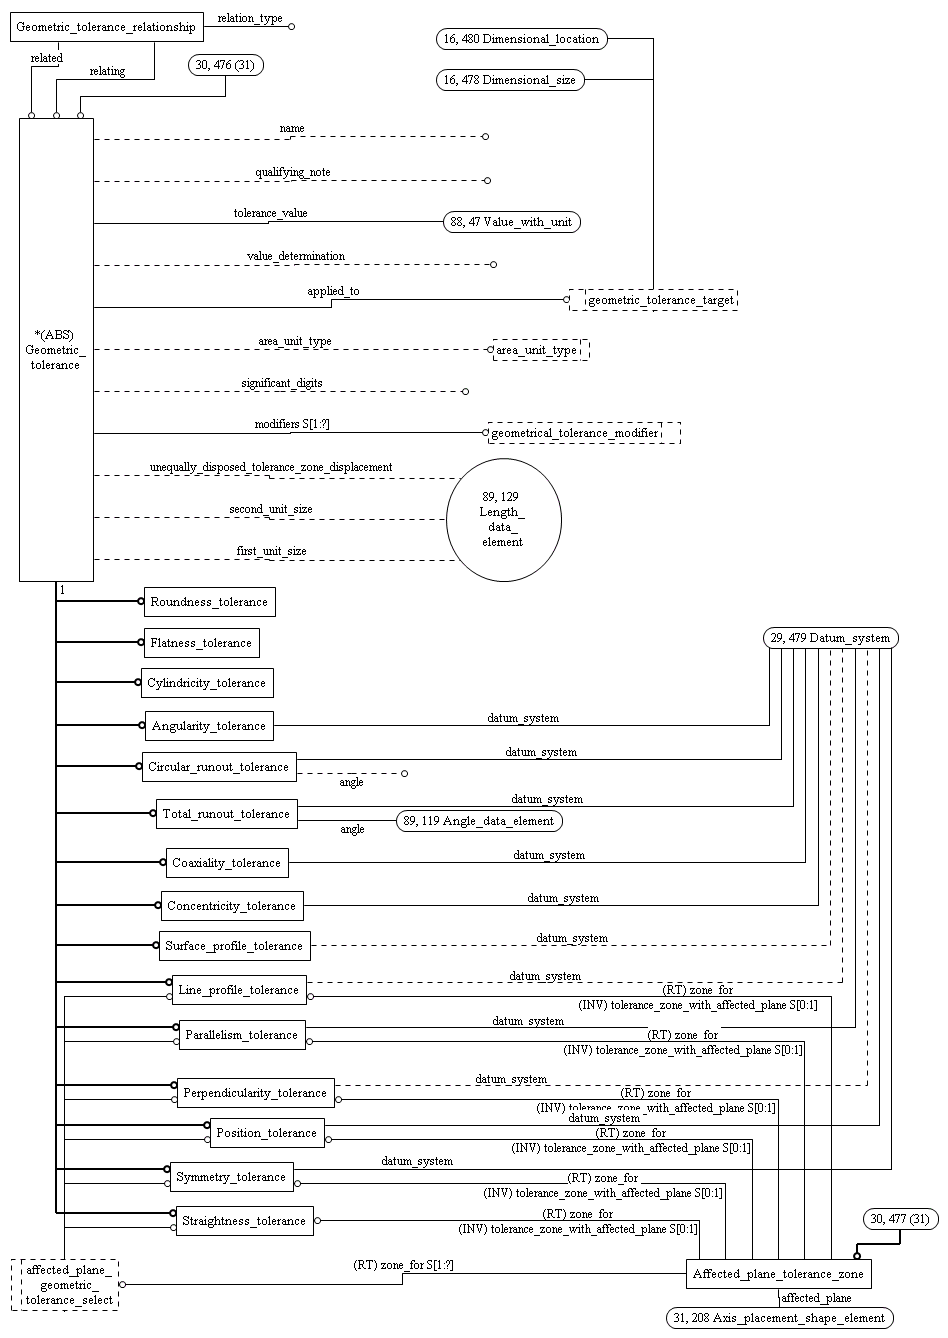 Geometric_tolerance_relationship
relation_type
related
relating
30, 476 (31)
16, 480 Dimensional_location
16, 478 Dimensional_size
name
qualifying_note
tolerance_value
88, 47 Value_with_unit
value_determination
applied_to
geometric_tolerance_target
*(ABS)
Geometric_
tolerance
area_unit_type
area_unit_type
significant_digits
modifiers S[1:?]
geometrical_tolerance_modifier
unequally_disposed_tolerance_zone_displacement
second_unit_size
first_unit_size
89, 129
Length_
data_
element
1
Roundness_tolerance
Flatness_tolerance
29, 479 Datum_system
Cylindricity_tolerance
Angularity_tolerance
datum_system
Circular_runout_tolerance
datum_system
angle
Total_runout_tolerance
datum_system
angle
89, 119 Angle_data_element
Coaxiality_tolerance
datum_system
Concentricity_tolerance
datum_system
Surface_profile_tolerance
datum_system
Line_profile_tolerance
datum_system
(RT) zone_for
(INV) tolerance_zone_with_affected_plane S[0:1]
Parallelism_tolerance
datum_system
(RT) zone_for
(INV) tolerance_zone_with_affected_plane S[0:1]
Perpendicularity_tolerance
datum_system
(RT) zone_for
(INV) tolerance_zone_with_affected_plane S[0:1]
Position_tolerance
datum_system
(RT) zone_for
(INV) tolerance_zone_with_affected_plane S[0:1]
Symmetry_tolerance
datum_system
(RT) zone_for
(INV) tolerance_zone_with_affected_plane S[0:1]
Straightness_tolerance
(RT) zone_for
(INV) tolerance_zone_with_affected_plane S[0:1]
30, 477 (31)
affected_plane_
geometric_
tolerance_select
(RT) zone_for S[1:?]
Affected_plane_tolerance_zone
affected_plane
31, 208 Axis_placement_shape_element